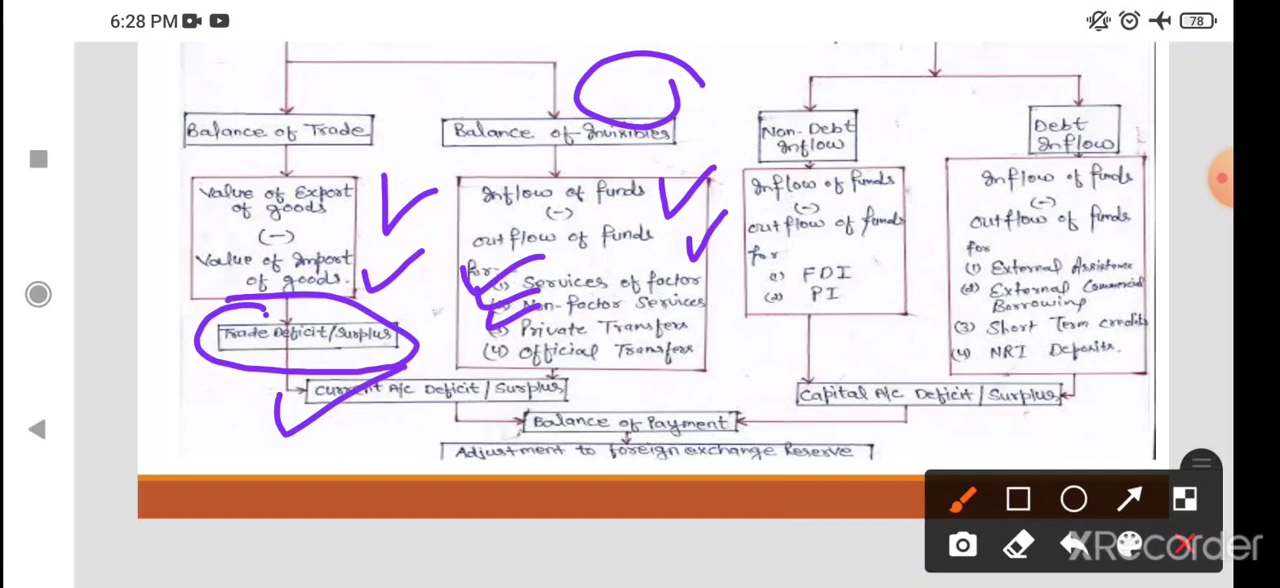 6:28 PM
78
Balance of Trade
Balance of Invisibles
Non-Debt
Inflow
Debt
Inflow
Value of Export
of goods
(-)
Value of Import
of goods.
Trade Deficit/Surplus
Inflow of funds
(-)
outflow of funds
for:-
(1) Services of factor
Non-factor Services
(3) Private Transfers
(4) Official Transfers
Inflow of funds
(-)
outflow of funds
for
(1) FDI
(2) PI
Inflow of funds
(-)
outflow of funds
for
(1) External Assistence
(2) External Commercial
Borrowing
(3) Short Term credits
(4) NRI Deposits.
Current A/c Deficit / Surplus
Capital A/c Deficit / Surplus
Balance of Payment
Adjustment to foreign exchange Reserve
XRecorder